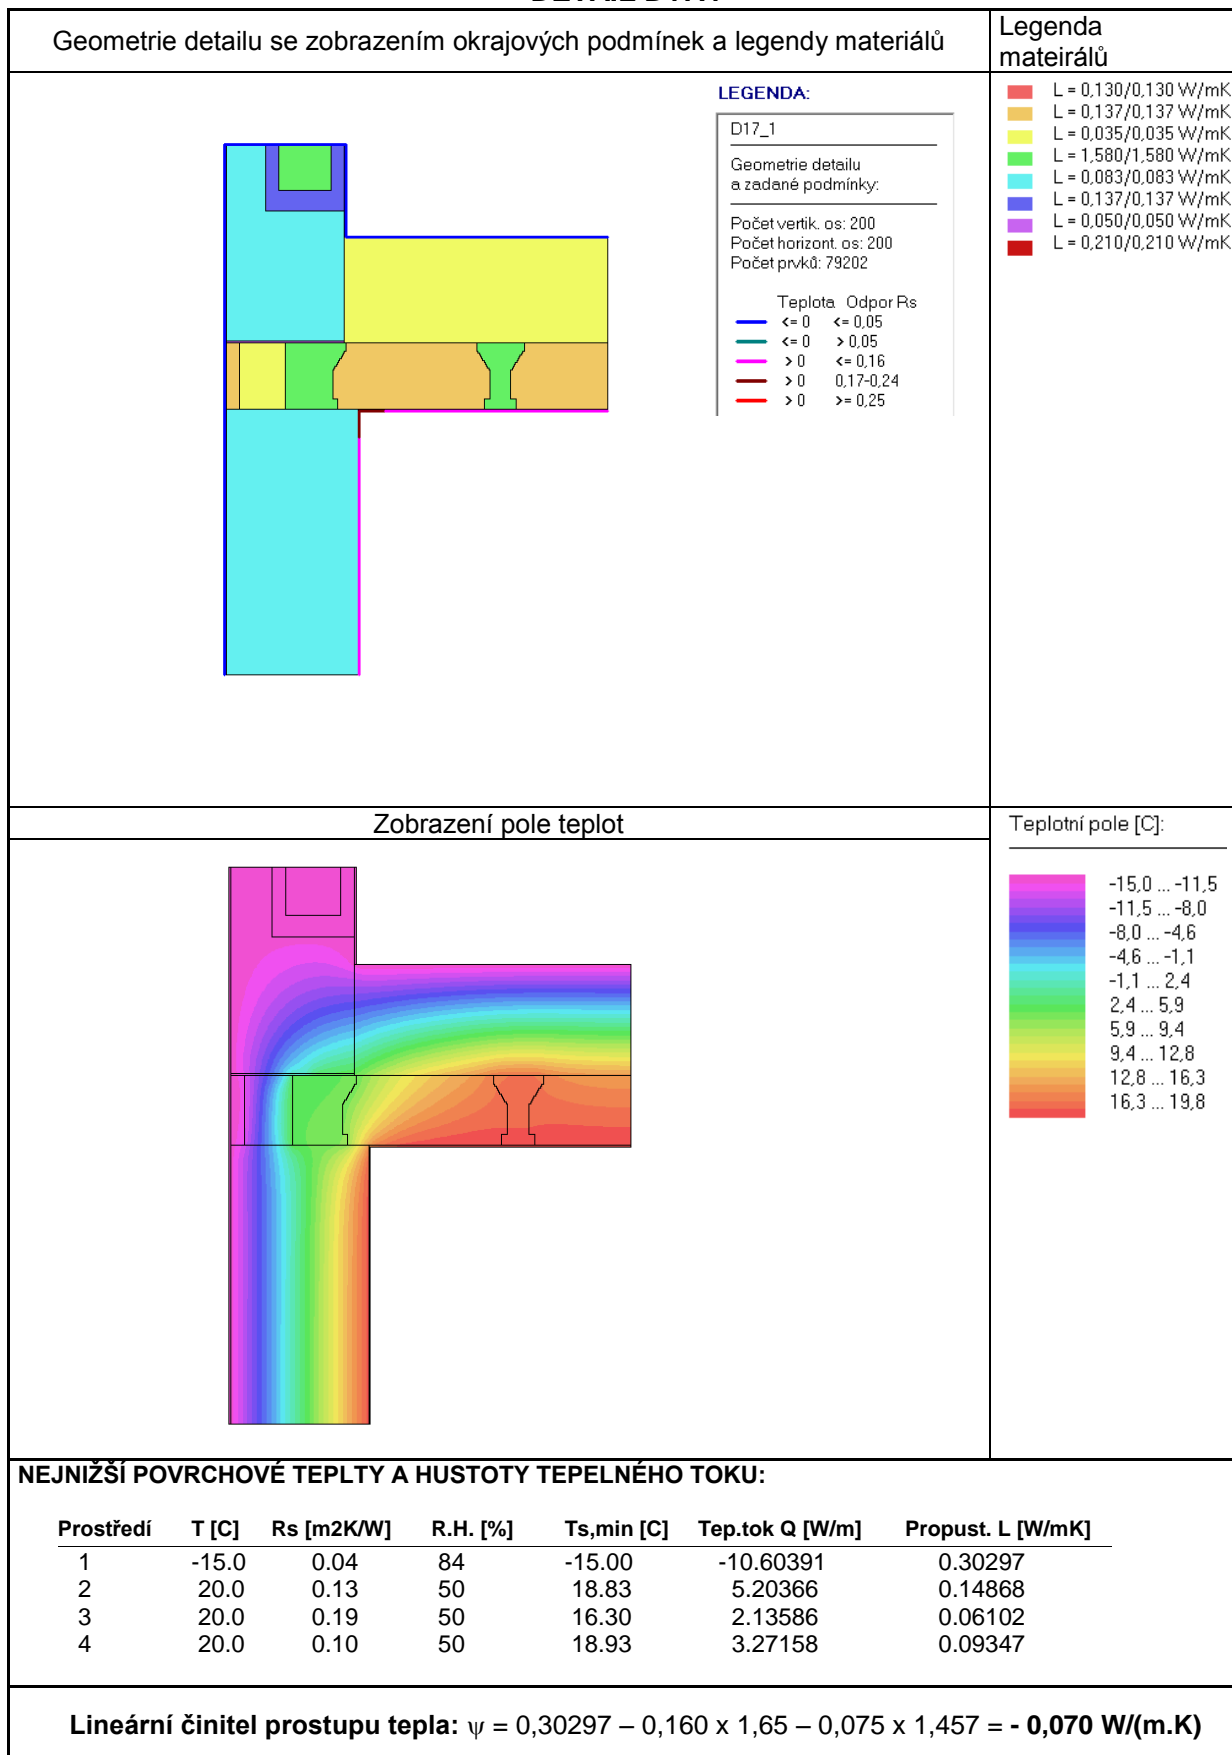 Geometrie detailu se zobrazením okrajových podmínek a legendy materiálů
Legenda
mateirálů
LEGENDA:
D17_1
Geometrie detailu
a zadané podmínky:
Počet vertik. os: 200
Počet horizont. os: 200
Počet prvků: 79202
Teplota Odpor Rs
<= 0 <= 0,05
<= 0 > 0,05
> 0 <= 0,16
> 0 0,17-0,24
> 0 >= 0,25
L = 0,130/0,130 W/mK
L = 0,137/0,137 W/mK
L = 0,035/0,035 W/mK
L = 1,580/1,580 W/mK
L = 0,083/0,083 W/mK
L = 0,137/0,137 W/mK
L = 0,050/0,050 W/mK
L = 0,210/0,210 W/mK
Zobrazení pole teplot
Teplotní pole [C]:
-15,0 ... -11,5
-11,5 ... -8,0
-8,0 ... -4,6
-4,6 ... -1,1
-1,1 ... 2,4
2,4 ... 5,9
5,9 ... 9,4
9,4 ... 12,8
12,8 ... 16,3
16,3 ... 19,8
NEJNIŽŠÍ POVRCHOVÉ TEPLTY A HUSTOTY TEPELNÉHO TOKU:
Prostředí T [C] Rs [m2K/W] R.H. [%] Ts,min [C] Tep.tok Q [W/m] Propust. L [W/mK]
1 -15.0 0.04 84 -15.00 -10.60391 0.30297
2 20.0 0.13 50 18.83 5.20366 0.14868
3 20.0 0.19 50 16.30 2.13586 0.06102
4 20.0 0.10 50 18.93 3.27158 0.09347
Lineární činitel prostupu tepla: ψ = 0,30297 – 0,160 x 1,65 – 0,075 x 1,457 = - 0,070 W/(m.K)